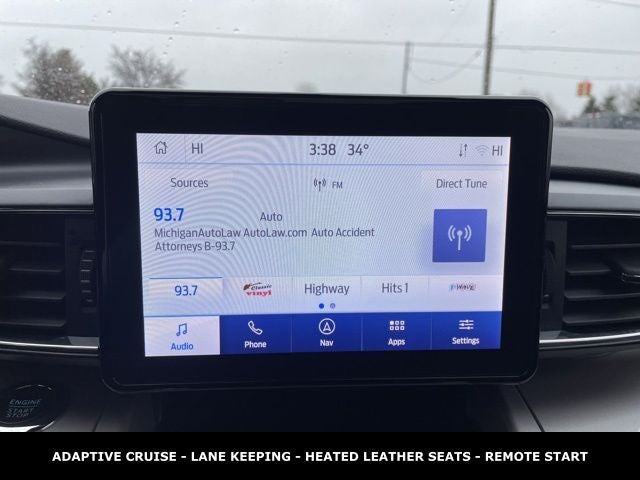 HI 3:38 34° HI
Sources FM Direct Tune
93.7 Auto
MichiganAutoLaw AutoLaw.com Auto Accident
Attorneys B-93.7
93.7 Classic vinyl Highway Hits 1
Audio Phone Nav Apps Settings
ENGINE
START
STOP
ADAPTIVE CRUISE - LANE KEEPING - HEATED LEATHER SEATS - REMOTE START